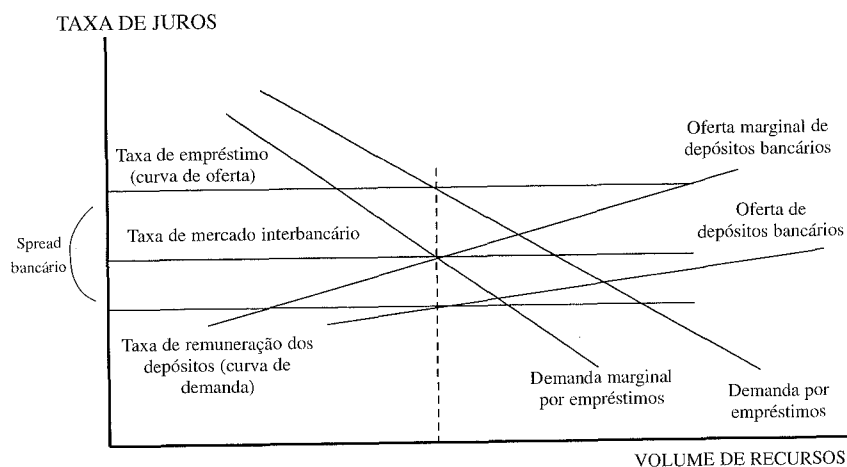 TAXA DE JUROS
Oferta marginal de
depósitos bancários
Taxa de empréstimo
(curva de oferta)
Oferta de
depósitos bancários
Spread
bancário
Taxa de mercado interbancário
Taxa de remuneração dos
depósitos (curva de
demanda)
Demanda marginal
por empréstimos
Demanda por
empréstimos
VOLUME DE RECURSOS